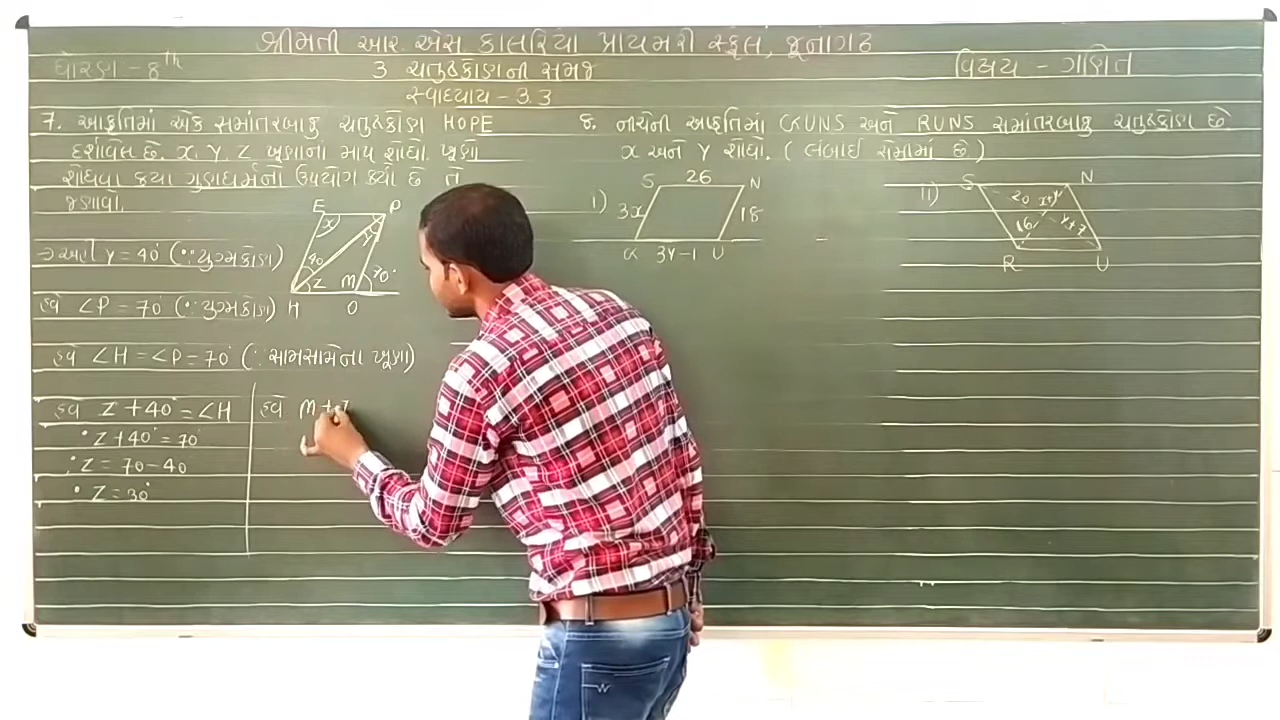 શ્રીમતી આર. એસ. કાલરિયા પ્રાયમરી સ્કૂલ, જૂનાગઢ
ધોરણ - 8th
3 ચતુષ્કોણની સમજ
વિષય - ગણિત
સ્વાધ્યાય - 3.3
7. આકૃતિમાં એક સમાંતરબાજુ ચતુષ્કોણ HOPE
દર્શાવેલ છે. x, y, z ખૂણાના માપ શોધો. ખૂણા
શોધવા કયા ગુણધર્મનો ઉપયોગ કર્યો છે તે
જણાવો.
E P
x
y
40
z m 70°
H O
→ અહી y = 40° (∵ યુગ્મકોણ)
હવે ∠P = 70° (∵ યુગ્મકોણ)
હવે ∠H = ∠P = 70° (∵ સામસામેના ખૂણા)
હવે z + 40° = ∠H
∴ z + 40° = 70°
∴ z = 70 - 40
∴ z = 30°
હવે m +
8. નીચેની આકૃતિમાં GUNS અને RUNS સમાંતરબાજુ ચતુષ્કોણ છે.
x અને y શોધો. (લંબાઈ સેમીમાં છે)
i)
S 26 N
3x 18
G 3y-1 U
ii)
S N
20 x+y
16 y+7
R U